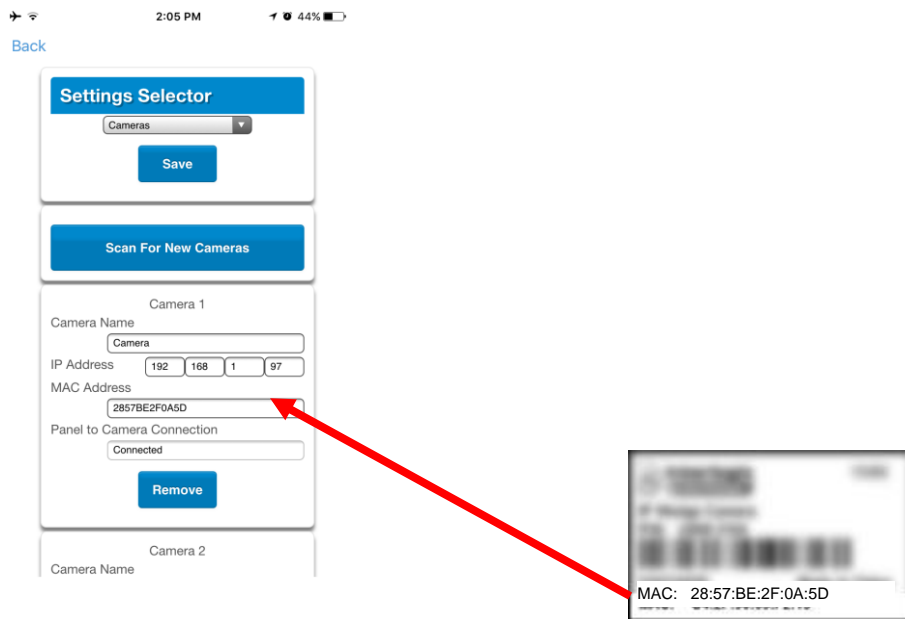 2:05 PM 44%
Back
Settings Selector
Cameras
Save
Scan For New Cameras
Camera 1
Camera Name
Camera
IP Address 192 168 1 97
MAC Address
2857BE2F0A5D
Panel to Camera Connection
Connected
Remove
Camera 2
Camera Name
MAC: 28:57:BE:2F:0A:5D